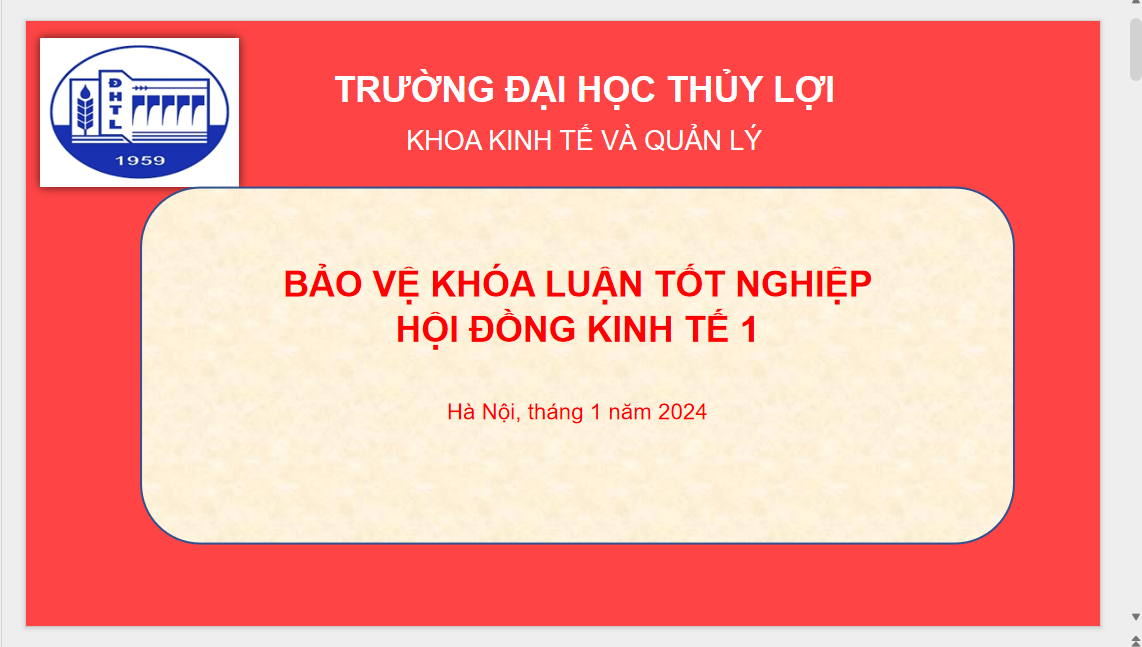 ĐHTL
1959
TRƯỜNG ĐẠI HỌC THỦY LỢI
KHOA KINH TẾ VÀ QUẢN LÝ
BẢO VỆ KHÓA LUẬN TỐT NGHIỆP
HỘI ĐỒNG KINH TẾ 1
Hà Nội, tháng 1 năm 2024